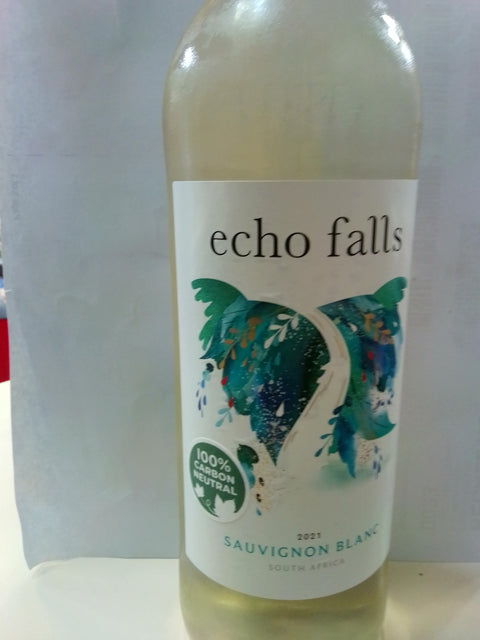 echo falls
100%
CARBON
NEUTRAL
2021
SAUVIGNON BLANC
SOUTH AFRICA